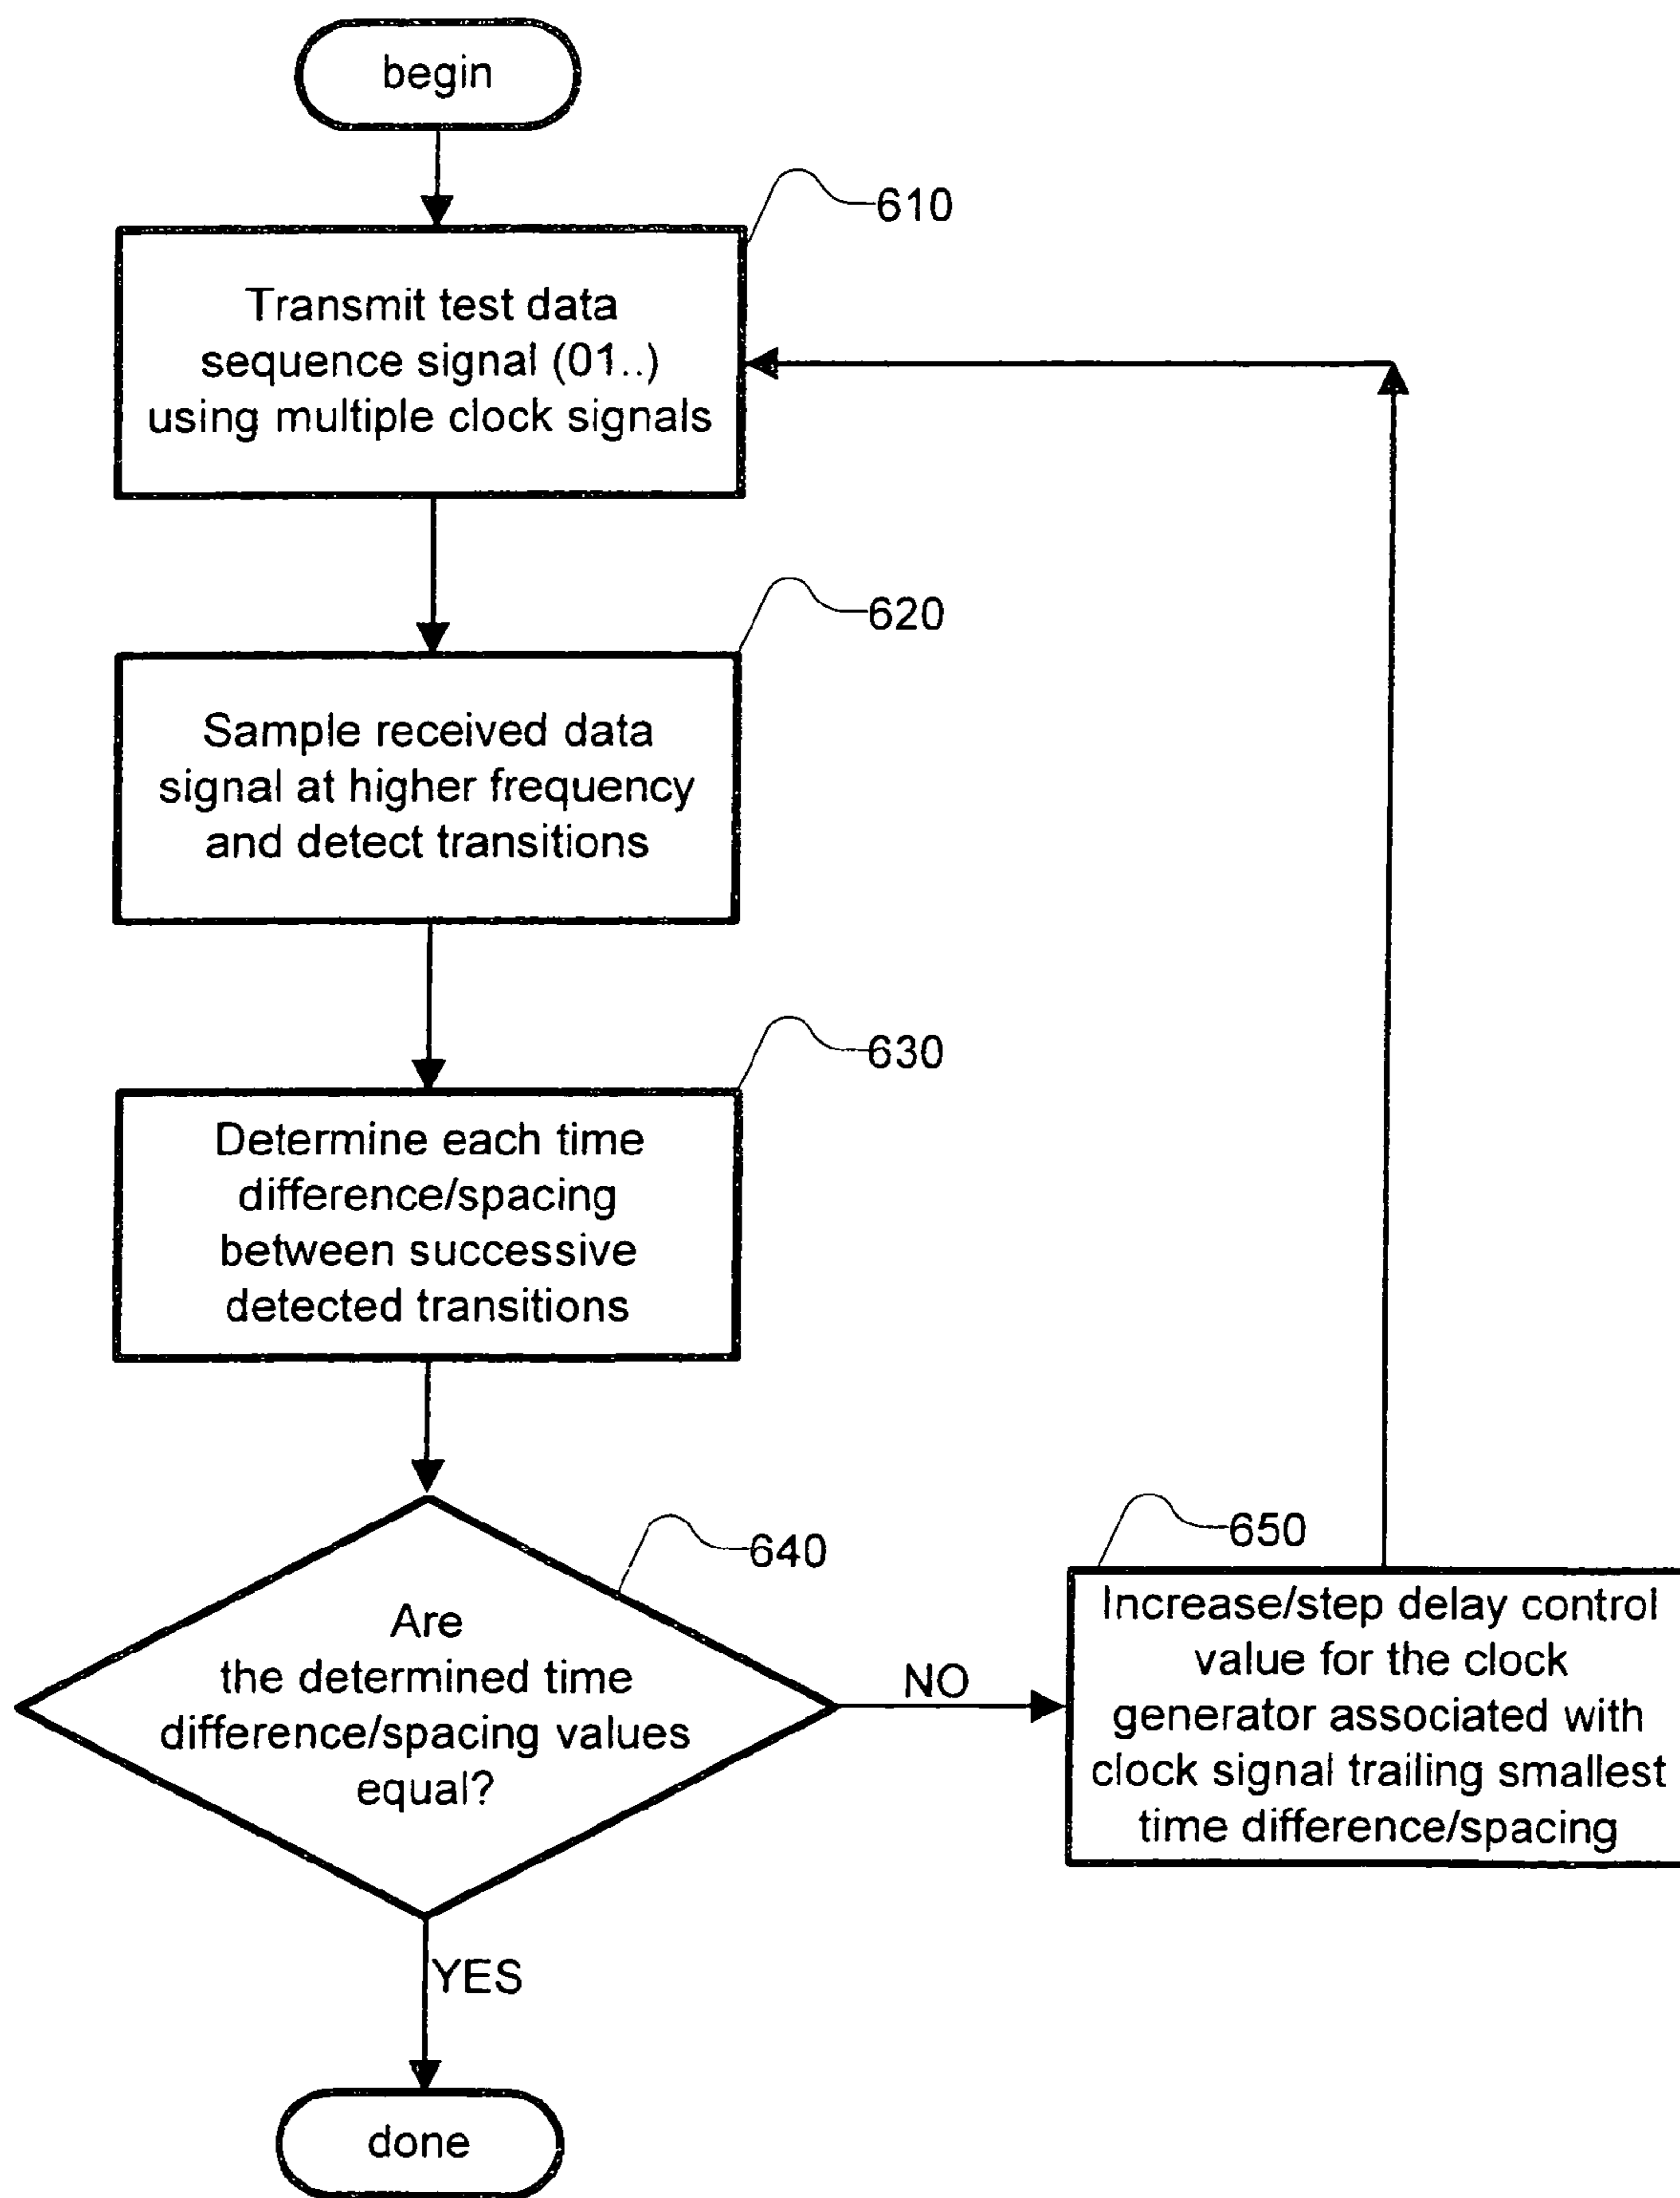 begin
610
Transmit test data
sequence signal (01..)
using multiple clock signals
620
Sample received data
signal at higher frequency
and detect transitions
630
Determine each time
difference/spacing
between successive
detected transitions
640
Are
the determined time
difference/spacing values
equal?
NO
650
Increase/step delay control
value for the clock
generator associated with
clock signal trailing smallest
time difference/spacing
YES
done